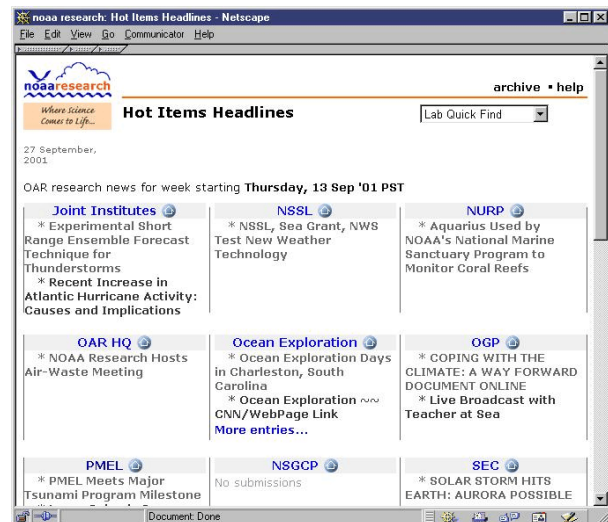 noaa research: Hot Items Headlines - Netscape
File Edit View Go Communicator Help
noaaresearch
Where Science
Comes to Life...
archive ▪ help
Hot Items Headlines
Lab Quick Find
27 September,
2001
OAR research news for week starting Thursday, 13 Sep '01 PST
Joint Institutes
* Experimental Short
Range Ensemble Forecast
Technique for
Thunderstorms
* Recent Increase in
Atlantic Hurricane Activity:
Causes and Implications
NSSL
* NSSL, Sea Grant, NWS
Test New Weather
Technology
NURP
* Aquarius Used by
NOAA's National Marine
Sanctuary Program to
Monitor Coral Reefs
OAR HQ
* NOAA Research Hosts
Air-Waste Meeting
Ocean Exploration
* Ocean Exploration Days
in Charleston, South
Carolina
* Ocean Exploration ~~
CNN/WebPage Link
More entries...
OGP
* COPING WITH THE
CLIMATE: A WAY FORWARD
DOCUMENT ONLINE
* Live Broadcast with
Teacher at Sea
PMEL
* PMEL Meets Major
Tsunami Program Milestone
NSGCP
No submissions
SEC
* SOLAR STORM HITS
EARTH: AURORA POSSIBLE
Document: Done